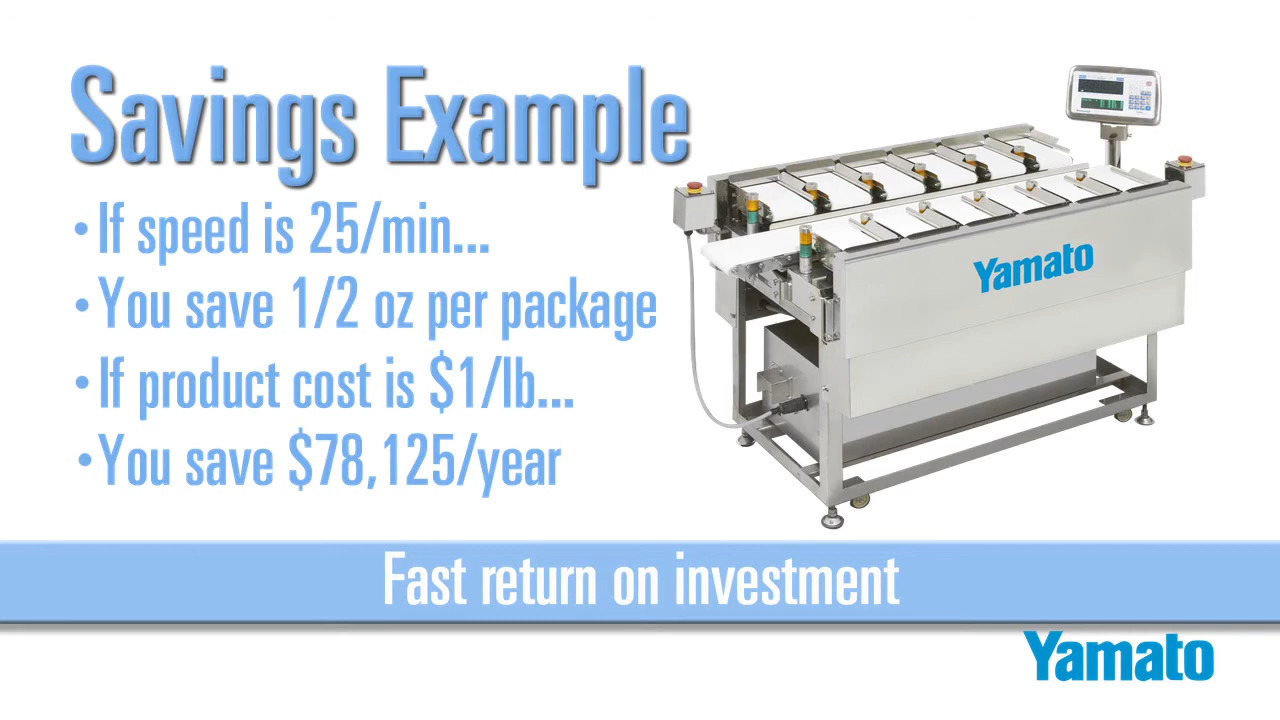 Savings Example
• If speed is 25/min...
• You save 1/2 oz per package
• If product cost is $1/lb...
• You save $78,125/year
Yamato
Fast return on investment
Yamato